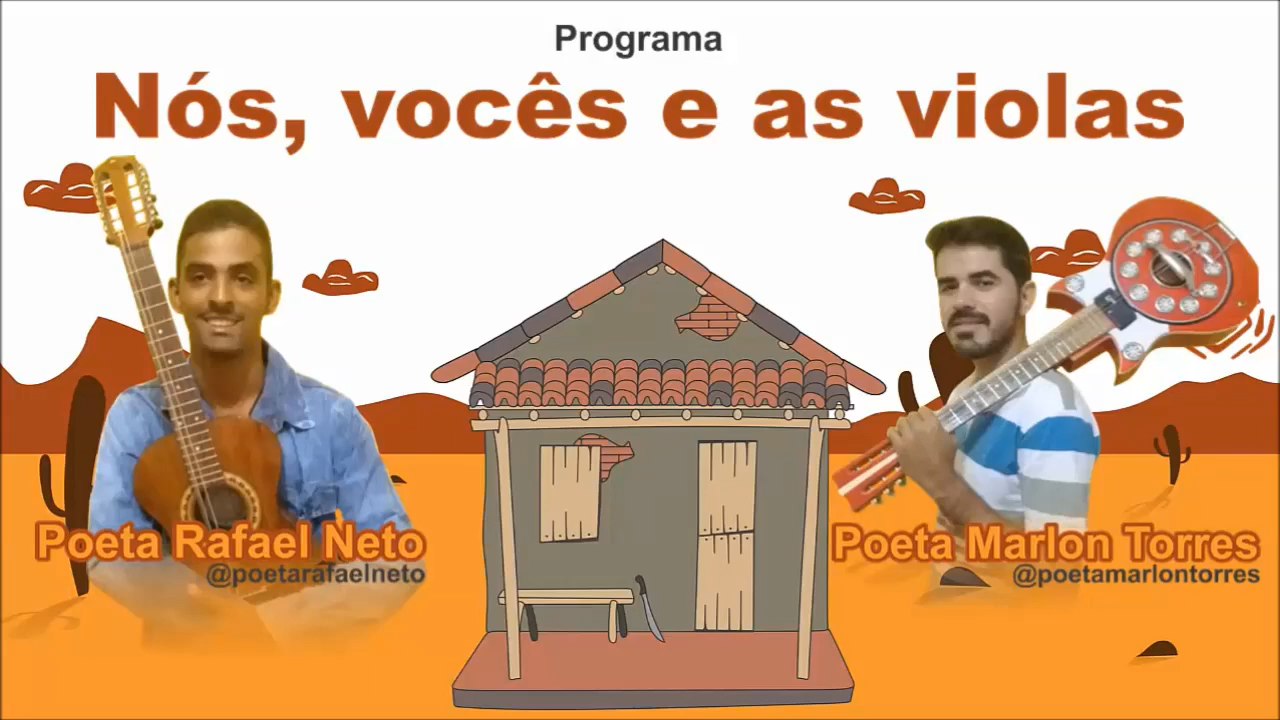 Programa
Nós, vocês e as violas
Poeta Rafael Neto
@poetarafaelneto
Poeta Marlon Torres
@poetamarlontorres